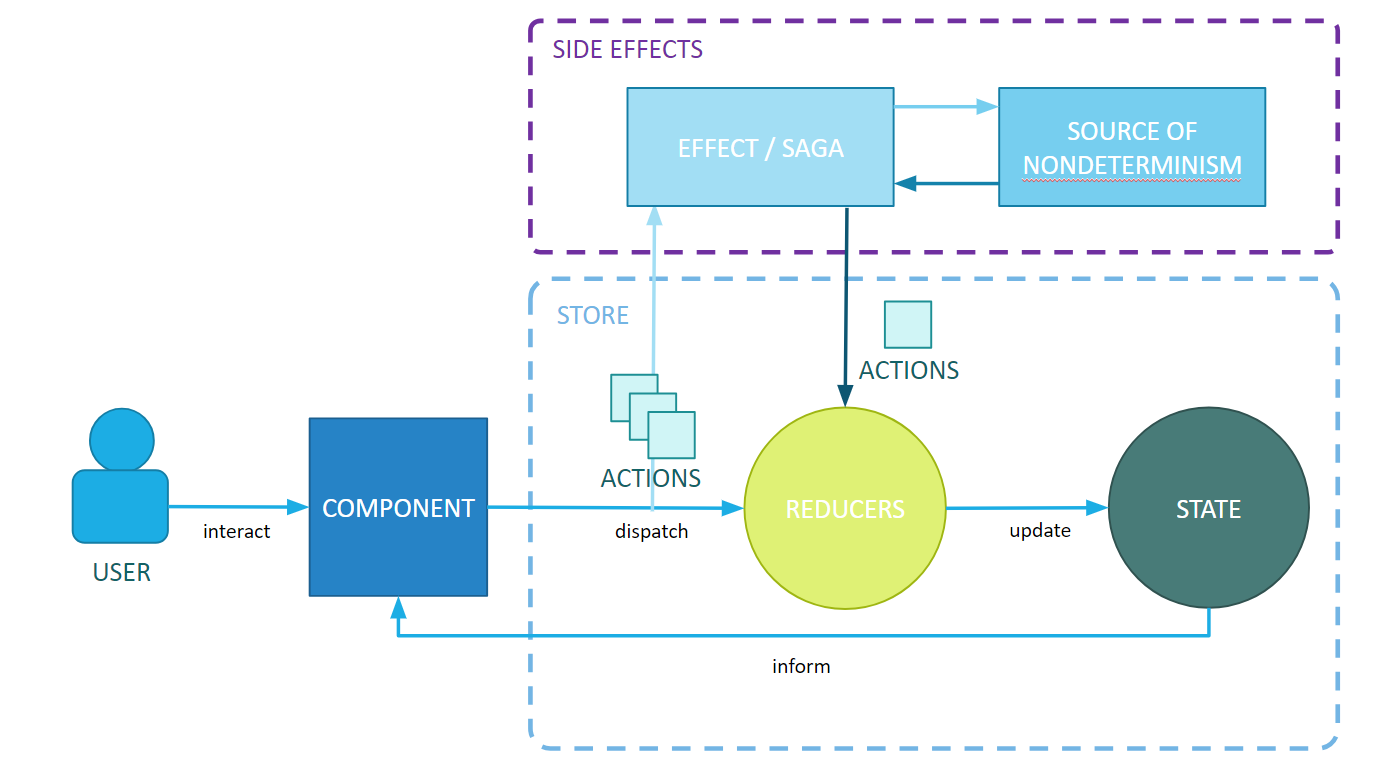 SIDE EFFECTS
EFFECT / SAGA
SOURCE OF
NONDETERMINISM
STORE
ACTIONS
ACTIONS
USER
interact
COMPONENT
dispatch
REDUCERS
update
STATE
inform